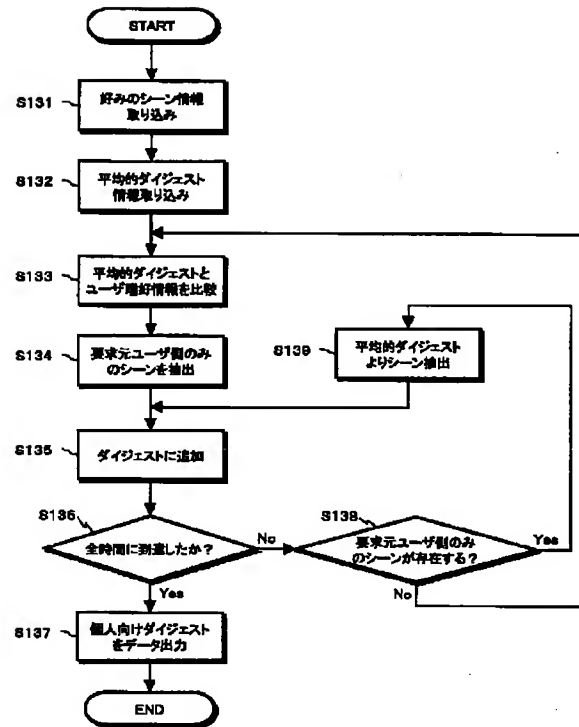 START
S131
好みのシーン情報
取り込み
S132
平均的ダイジェスト
情報取り込み
S133
平均的ダイジェストと
ユーザ嗜好情報を比較
S134
要求元ユーザ側のみ
のシーンを抽出
S139
平均的ダイジェスト
よりシーン抽出
S135
ダイジェストに追加
S136
全時間に到達したか?
No
Yes
S138
要求元ユーザ側のみ
のシーンが存在する?
Yes
No
S137
個人向けダイジェスト
をデータ出力
END